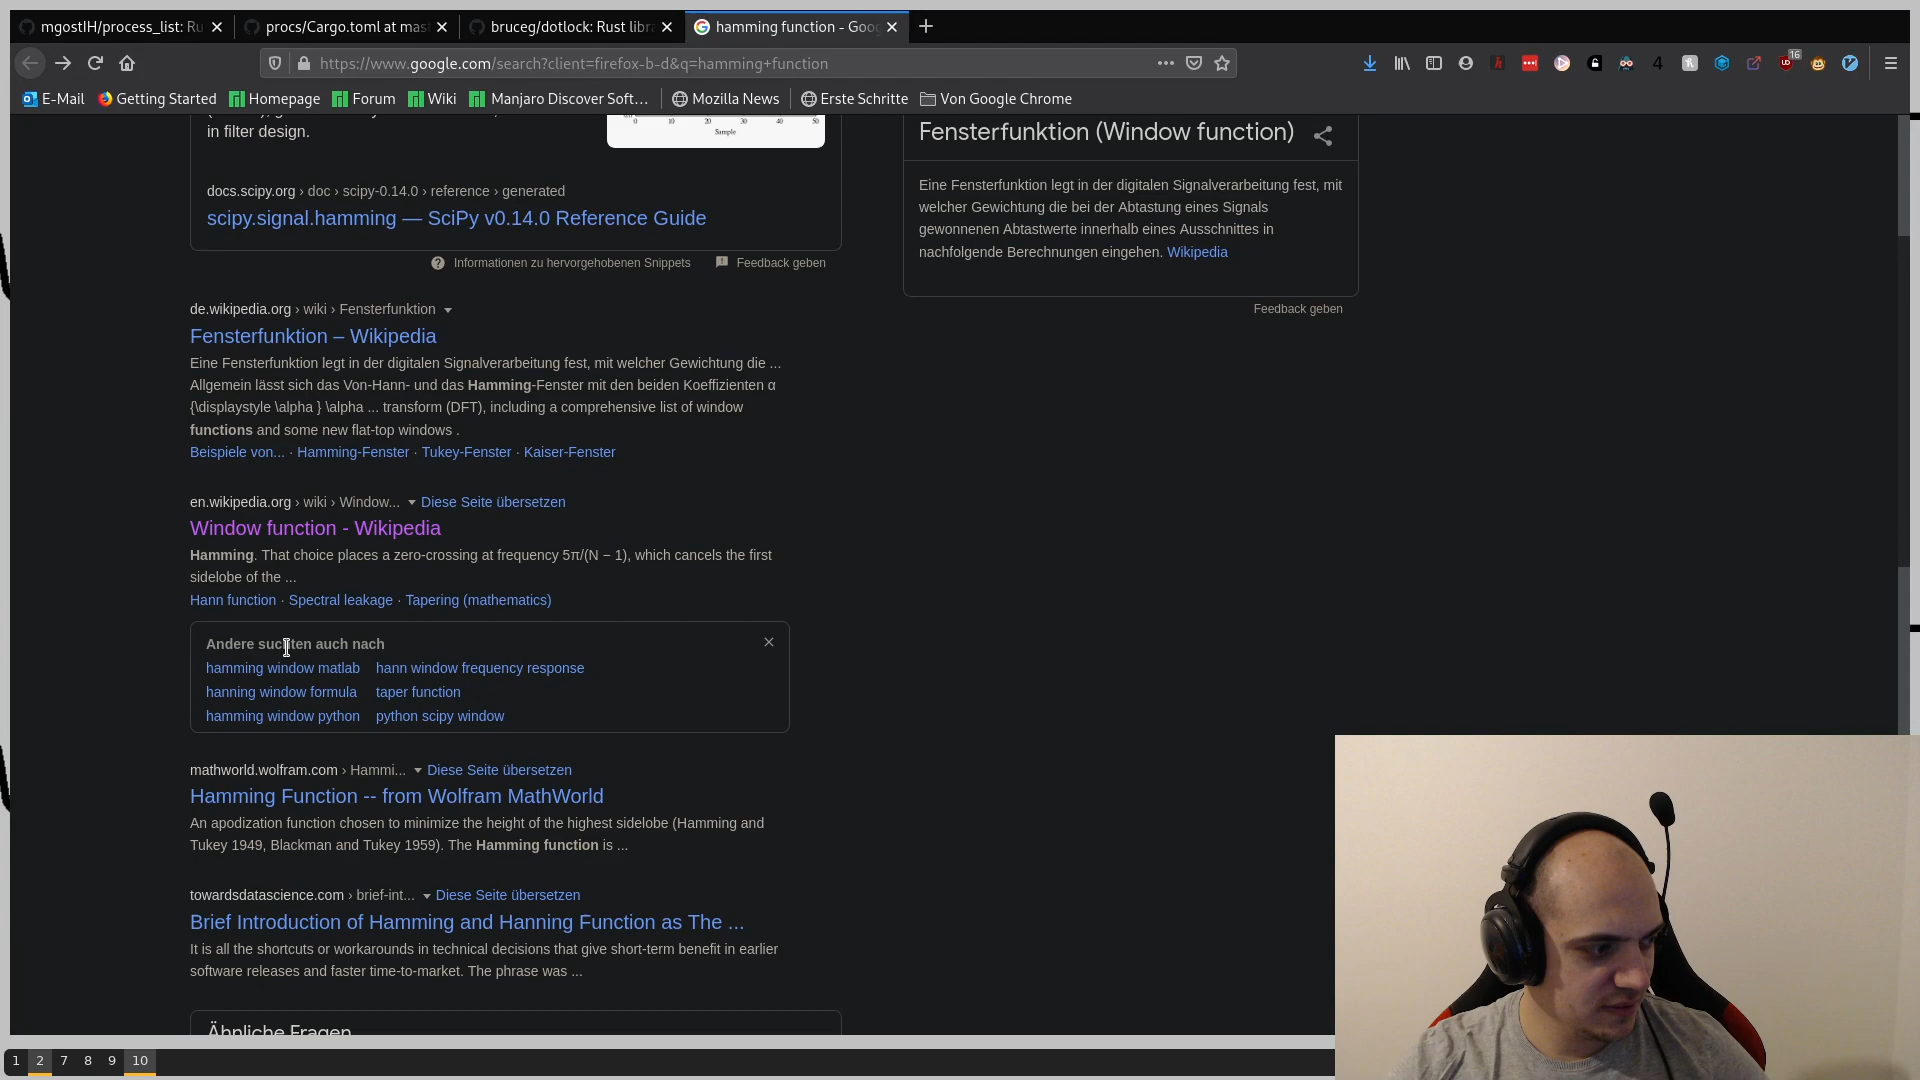 mgostIH/process_list: Ru
procs/Cargo.toml at mas
bruceg/dotlock: Rust libra
hamming function - Goog
https://www.google.com/search?client=firefox-b-d&q=hamming+function
16
E-Mail
Getting Started
Homepage
Forum
Wiki
Manjaro Discover Soft…
Mozilla News
Erste Schritte
Von Google Chrome
in filter design.
0 10 20 30 40 50
Sample
docs.scipy.org › doc › scipy-0.14.0 › reference › generated
scipy.signal.hamming — SciPy v0.14.0 Reference Guide
Informationen zu hervorgehobenen Snippets
Feedback geben
Fensterfunktion (Window function)
Eine Fensterfunktion legt in der digitalen Signalverarbeitung fest, mit
welcher Gewichtung die bei der Abtastung eines Signals
gewonnenen Abtastwerte innerhalb eines Ausschnittes in
nachfolgende Berechnungen eingehen. Wikipedia
Feedback geben
de.wikipedia.org › wiki › Fensterfunktion
Fensterfunktion – Wikipedia
Eine Fensterfunktion legt in der digitalen Signalverarbeitung fest, mit welcher Gewichtung die ...
Allgemein lässt sich das Von-Hann- und das Hamming-Fenster mit den beiden Koeffizienten α
{\displaystyle \alpha } \alpha ... transform (DFT), including a comprehensive list of window
functions and some new flat-top windows .
Beispiele von... · Hamming-Fenster · Tukey-Fenster · Kaiser-Fenster
en.wikipedia.org › wiki › Window... Diese Seite übersetzen
Window function - Wikipedia
Hamming. That choice places a zero-crossing at frequency 5π/(N − 1), which cancels the first
sidelobe of the ...
Hann function · Spectral leakage · Tapering (mathematics)
Andere suchten auch nach
hamming window matlab hann window frequency response
hanning window formula taper function
hamming window python python scipy window
mathworld.wolfram.com › Hammi... Diese Seite übersetzen
Hamming Function -- from Wolfram MathWorld
An apodization function chosen to minimize the height of the highest sidelobe (Hamming and
Tukey 1949, Blackman and Tukey 1959). The Hamming function is ...
towardsdatascience.com › brief-int... Diese Seite übersetzen
Brief Introduction of Hamming and Hanning Function as The ...
It is all the shortcuts or workarounds in technical decisions that give short-term benefit in earlier
software releases and faster time-to-market. The phrase was ...
Ähnliche Fragen
1 2 7 8 9 10